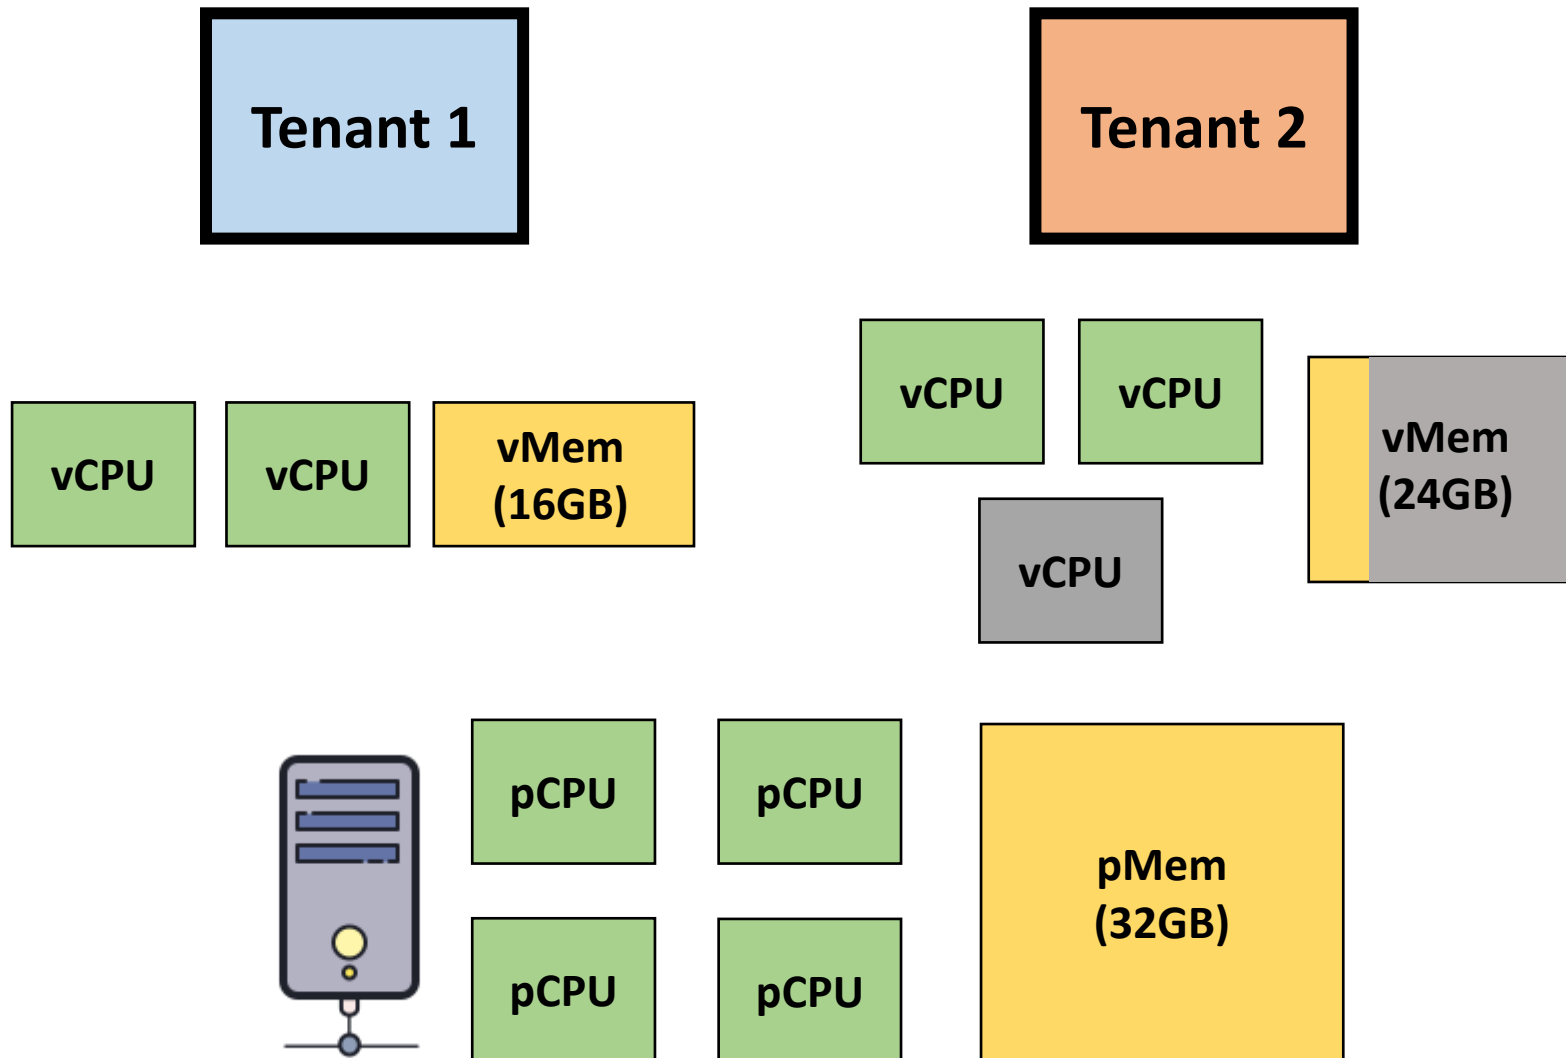 Tenant 1
Tenant 2
vCPU
vCPU
vMem
(16GB)
vCPU
vCPU
vMem
(24GB)
vCPU
pCPU
pCPU
pMem
(32GB)
pCPU
pCPU